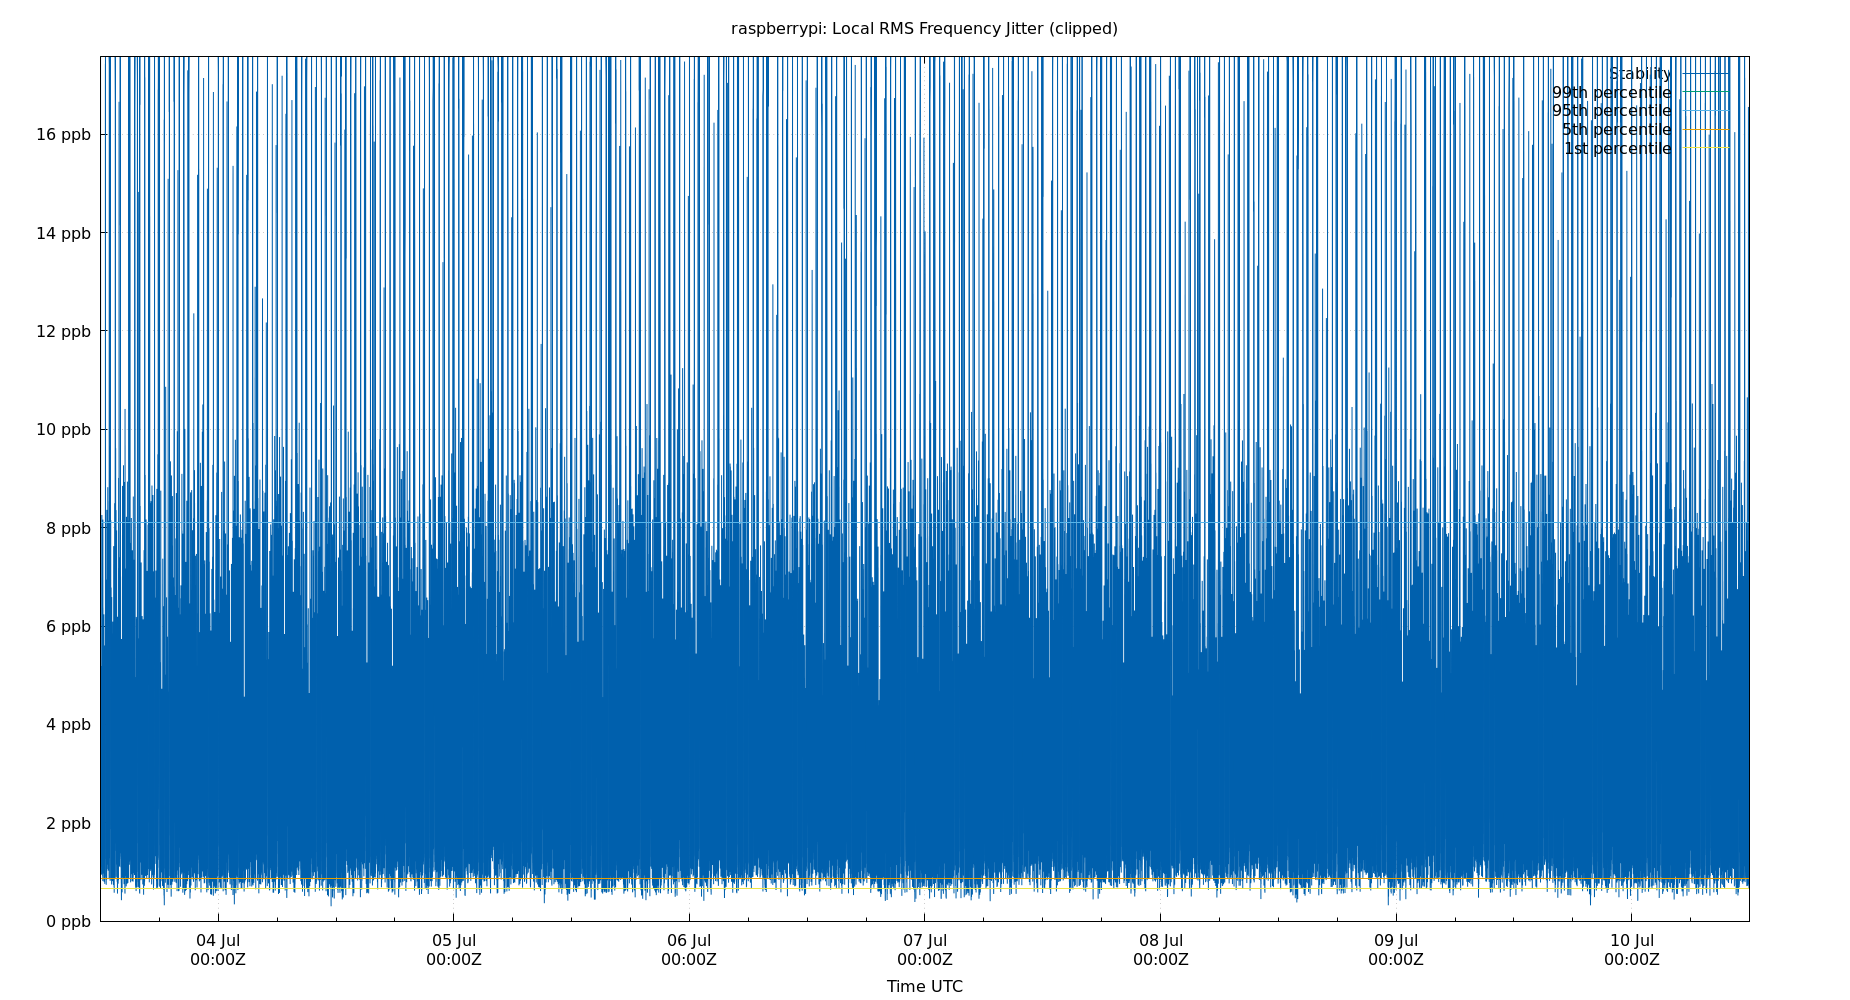 raspberrypi: Local RMS Frequency Jitter (clipped)
Stability
99th percentile
95th percentile
5th percentile
1st percentile
16 ppb
14 ppb
12 ppb
10 ppb
8 ppb
6 ppb
4 ppb
2 ppb
0 ppb
04 Jul 05 Jul 06 Jul 07 Jul 08 Jul 09 Jul 10 Jul
00:00Z 00:00Z 00:00Z 00:00Z 00:00Z 00:00Z 00:00Z
Time UTC